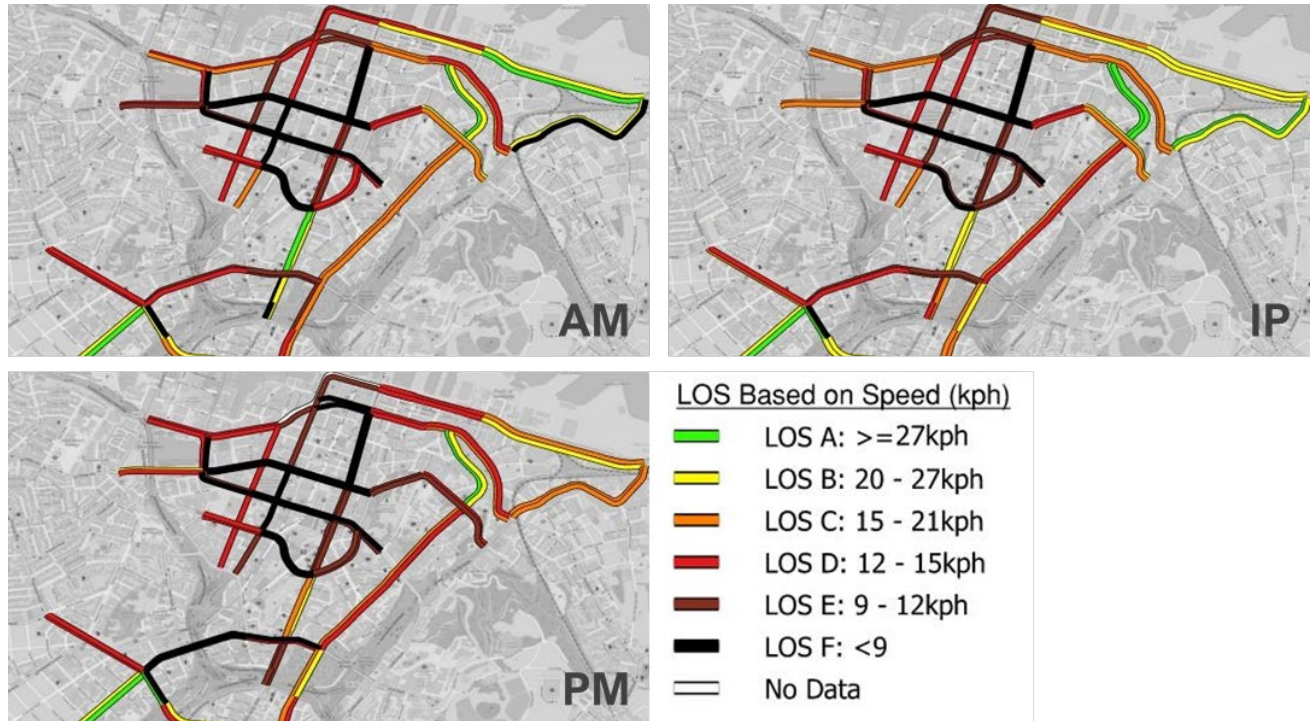 AM
IP
PM
LOS Based on Speed (kph)
LOS A: >=27kph
LOS B: 20 - 27kph
LOS C: 15 - 21kph
LOS D: 12 - 15kph
LOS E: 9 - 12kph
LOS F: <9
No Data